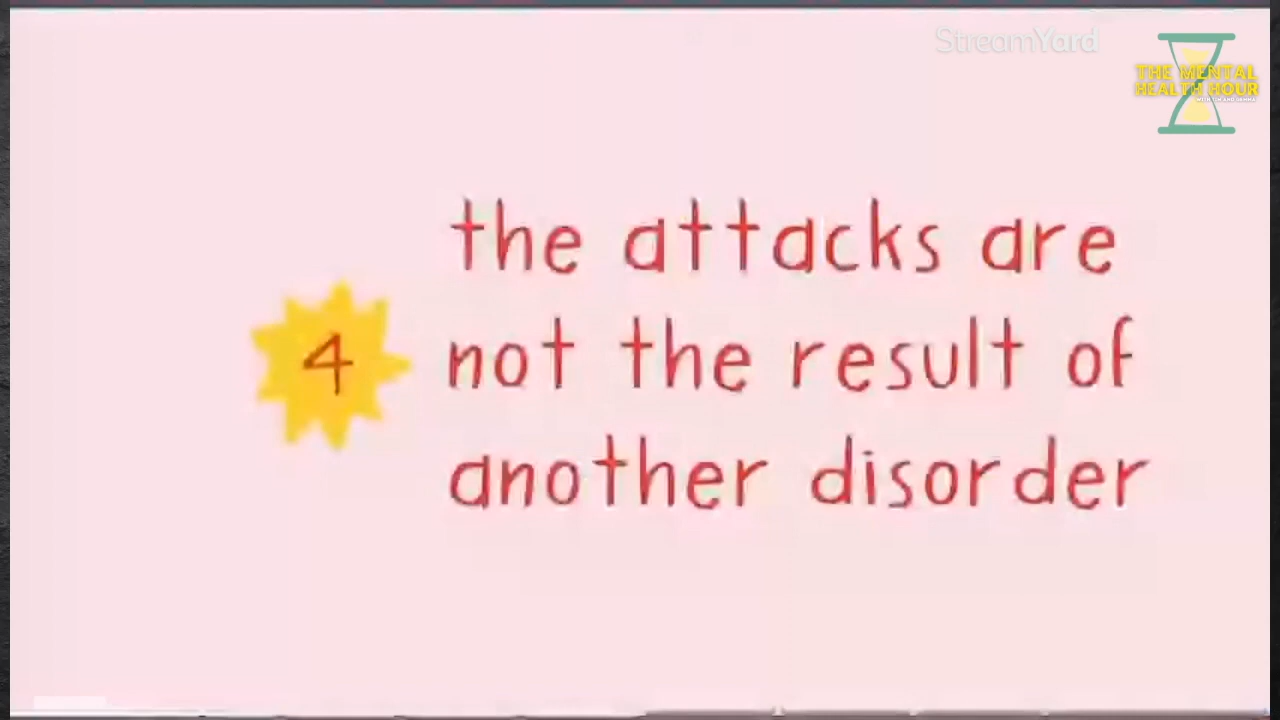 StreamYard
THE MENTAL
HEALTH HOUR
the attacks are
4
not the result of
another disorder